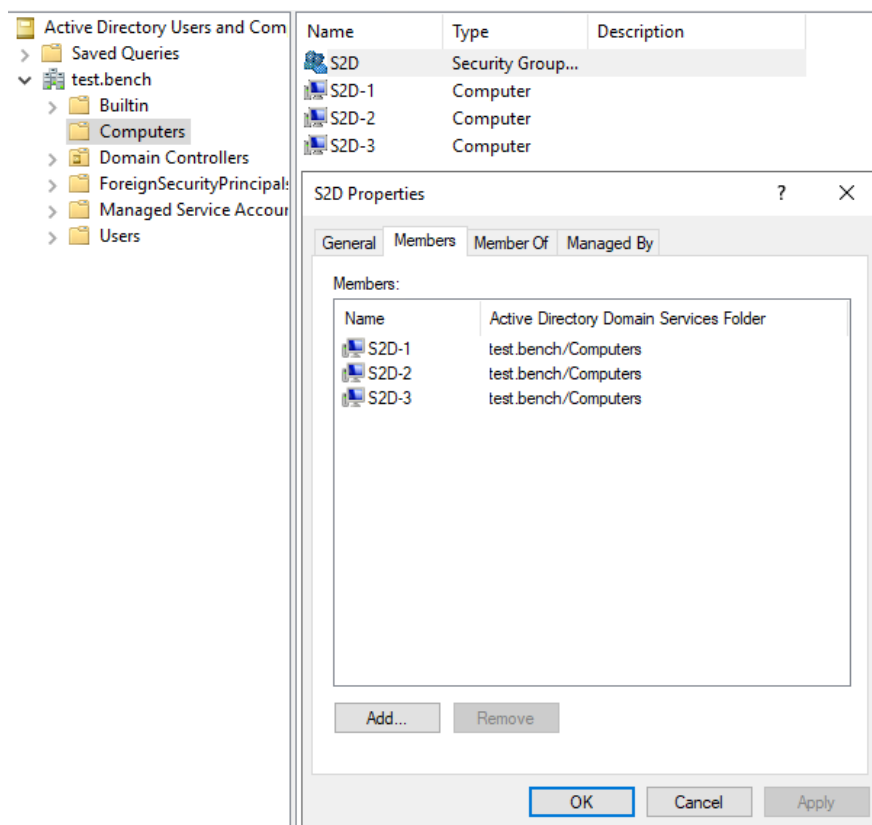 Active Directory Users and Com
Saved Queries
test.bench
Builtin
Computers
Domain Controllers
ForeignSecurityPrincipals
Managed Service Accour
Users
Name Type Description
S2D Security Group...
S2D-1 Computer
S2D-2 Computer
S2D-3 Computer
S2D Properties ?
General Members Member Of Managed By
Members:
Name Active Directory Domain Services Folder
S2D-1 test.bench/Computers
S2D-2 test.bench/Computers
S2D-3 test.bench/Computers
Add... Remove
OK Cancel Apply